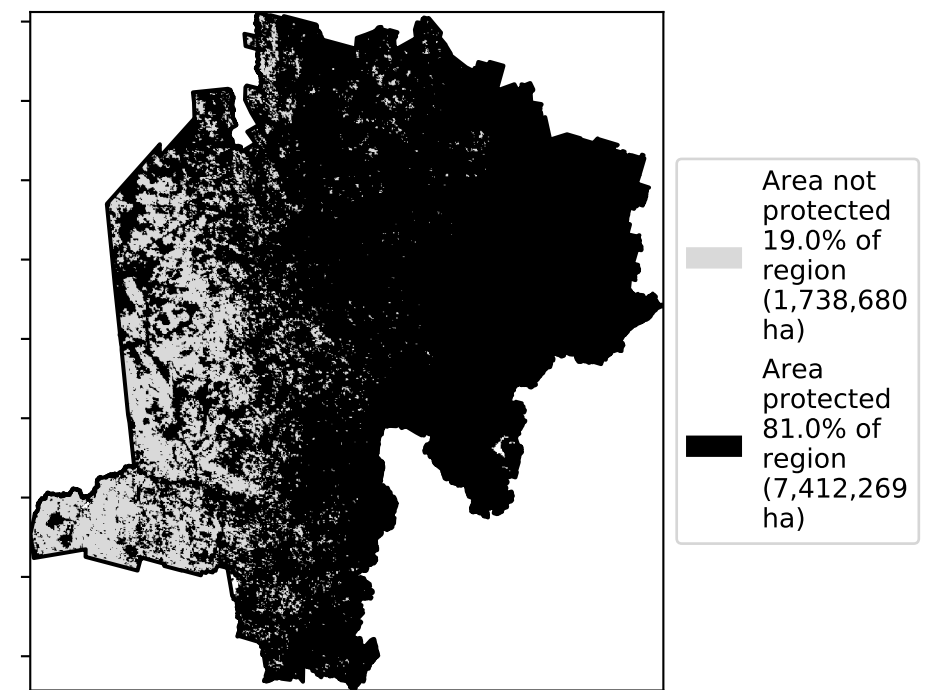 Area not
protected
19.0% of
region
(1,738,680
ha)
Area
protected
81.0% of
region
(7,412,269
ha)